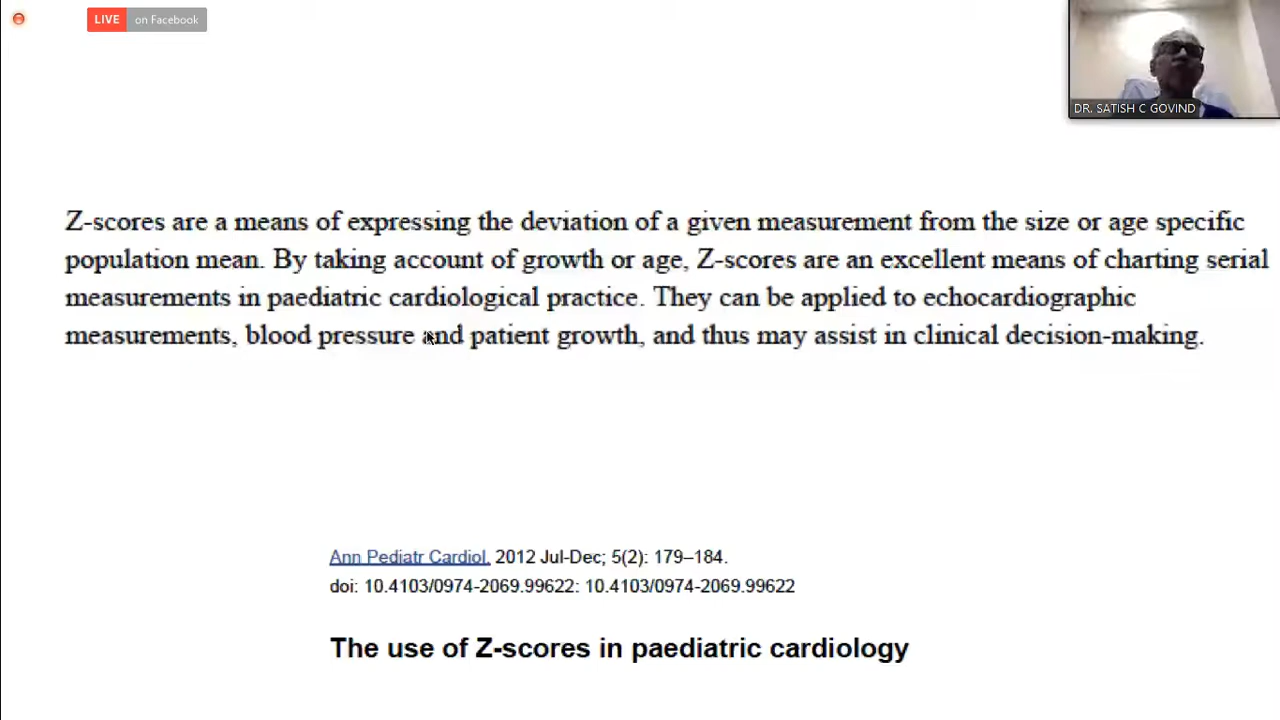 LIVE on Facebook
DR. SATISH C GOVIND
Z-scores are a means of expressing the deviation of a given measurement from the size or age specific
population mean. By taking account of growth or age, Z-scores are an excellent means of charting serial
measurements in paediatric cardiological practice. They can be applied to echocardiographic
measurements, blood pressure and patient growth, and thus may assist in clinical decision-making.
Ann Pediatr Cardiol. 2012 Jul-Dec; 5(2): 179–184.
doi: 10.4103/0974-2069.99622: 10.4103/0974-2069.99622
The use of Z-scores in paediatric cardiology